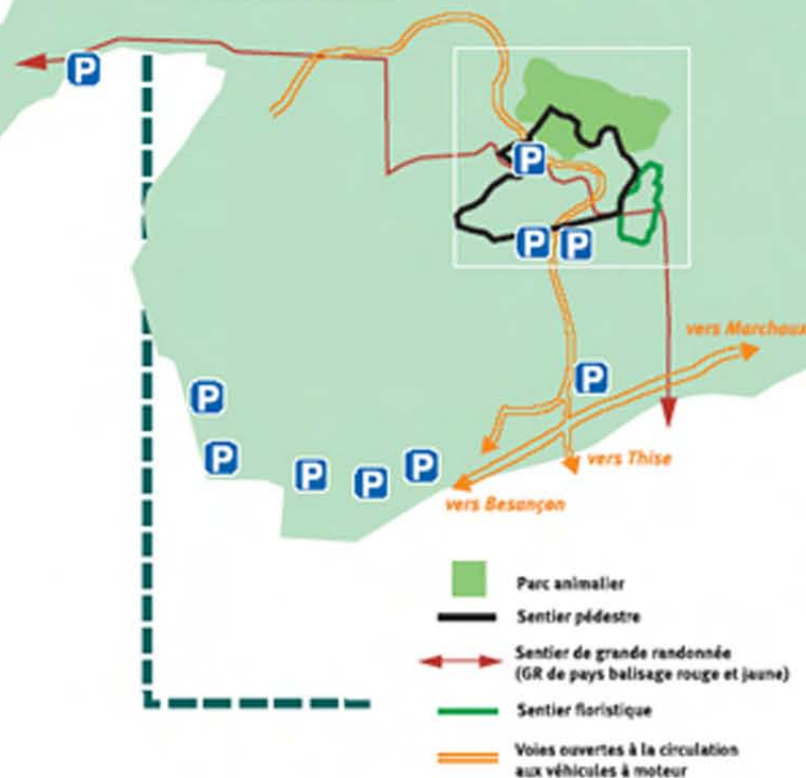 P
P
P P
vers Marchaux
P
P
P
P
P
P
vers Thise
vers Besançon
Parc animalier
Sentier pédestre
Sentier de grande randonnée
(GR de pays balisage rouge et jaune)
Sentier floristique
Voies ouvertes à la circulation
aux véhicules à moteur